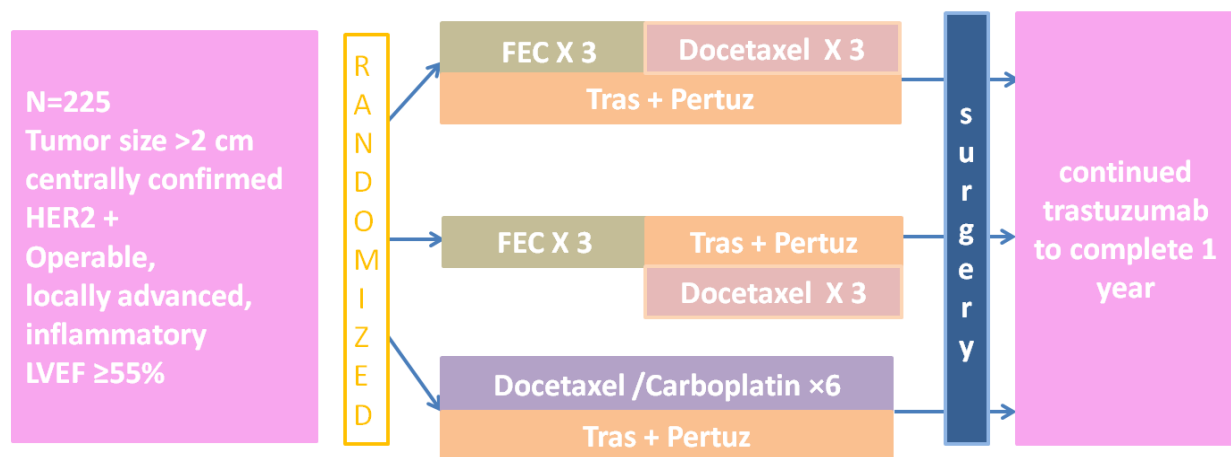 N=225
Tumor size >2 cm
centrally confirmed
HER2 +
Operable,
locally advanced,
inflammatory
LVEF ≥55%
RANDOMIZED
FEC X 3
Docetaxel X 3
Tras + Pertuz
FEC X 3
Tras + Pertuz
Docetaxel X 3
Docetaxel /Carboplatin ×6
Tras + Pertuz
surgery
continued
trastuzumab
to complete 1
year